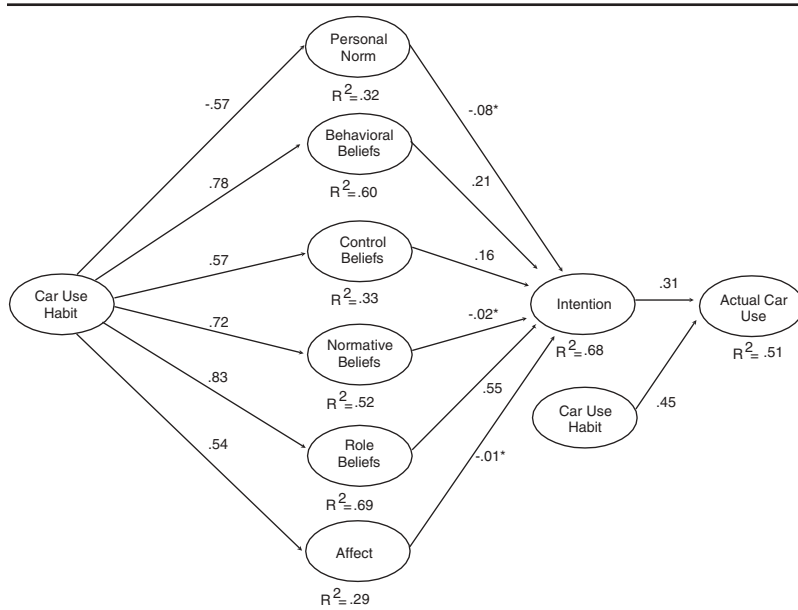 Personal
Norm
R²=.32
-.57
-.08*
Behavioral
Beliefs
R²=.60
.78
.21
Control
Beliefs
R²=.33
.57
.16
Car Use
Habit
Intention
R²=.68
.31
Actual Car
Use
R²=.51
.72
-.02*
Normative
Beliefs
R²=.52
.83
.55
Car Use
Habit
.45
Role
Beliefs
R²=.69
.54
-.01*
Affect
R²=.29